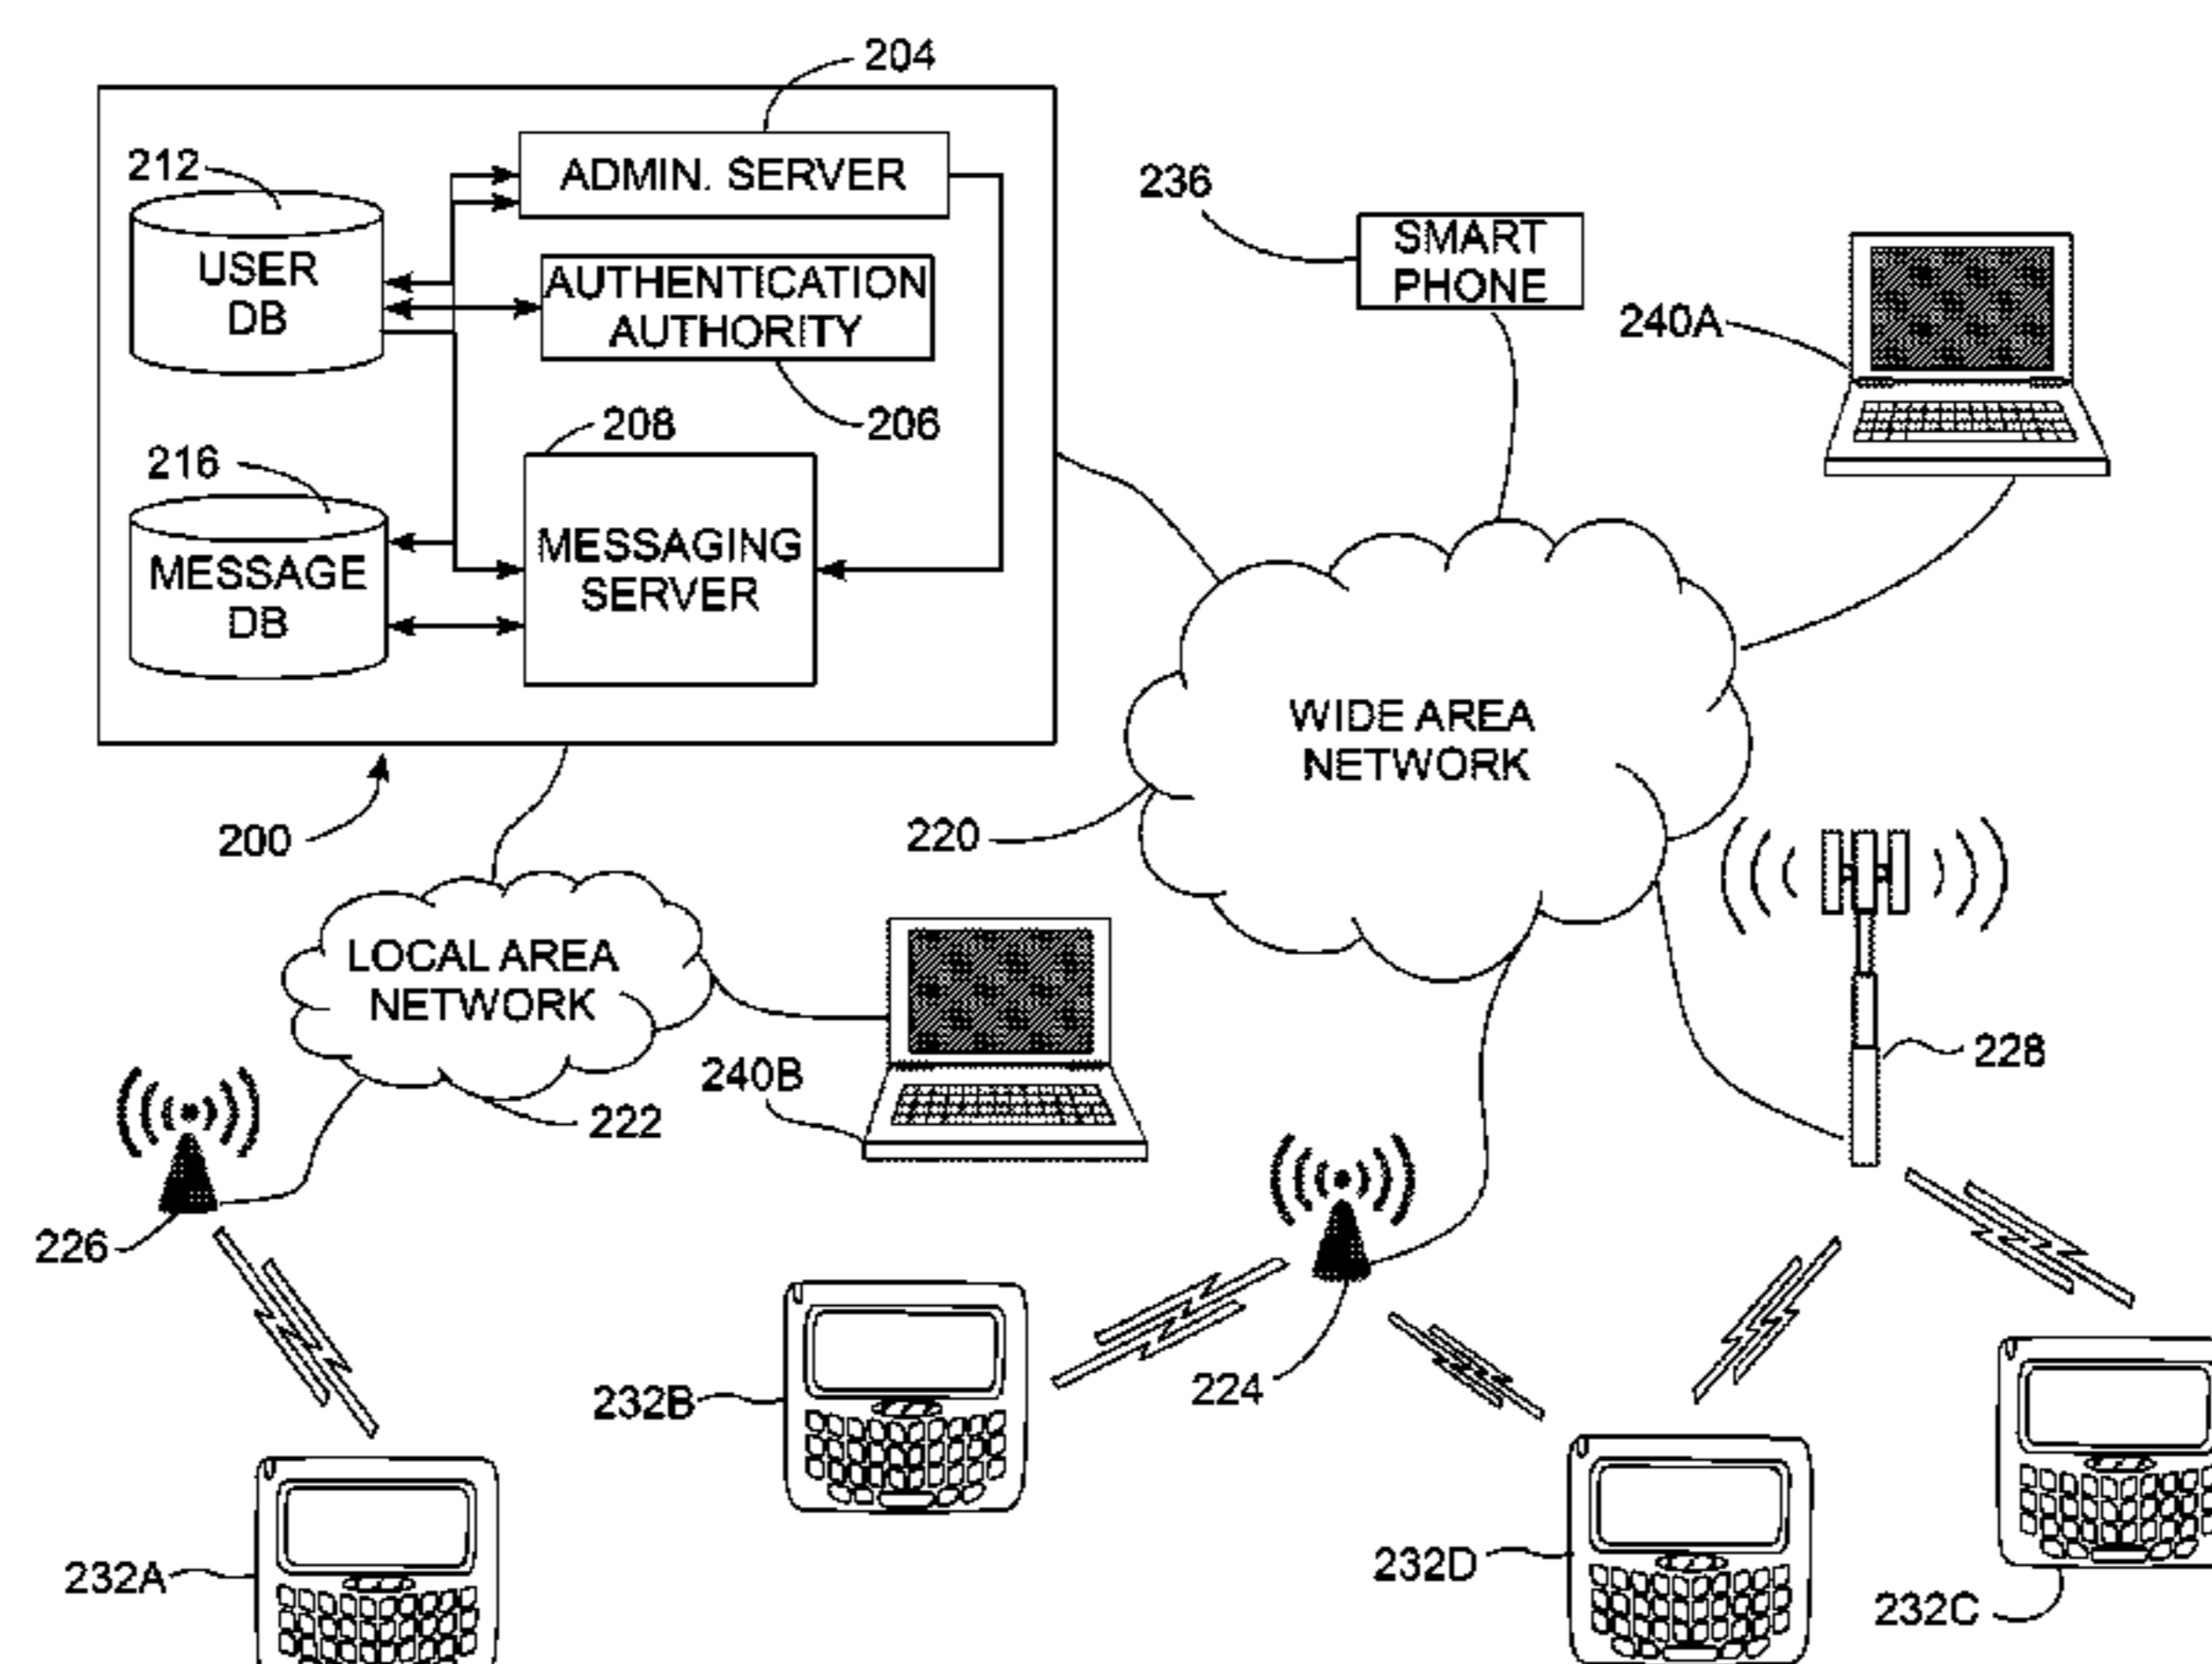 204
212
ADMIN. SERVER
236
SMART
PHONE
USER
DB
AUTHENTICATION
AUTHORITY
240A
208
206
216
MESSAGING
SERVER
MESSAGE
DB
WIDE AREA
NETWORK
200
220
LOCAL AREA
NETWORK
228
240B
222
226
224
232B
232A
232D
232C